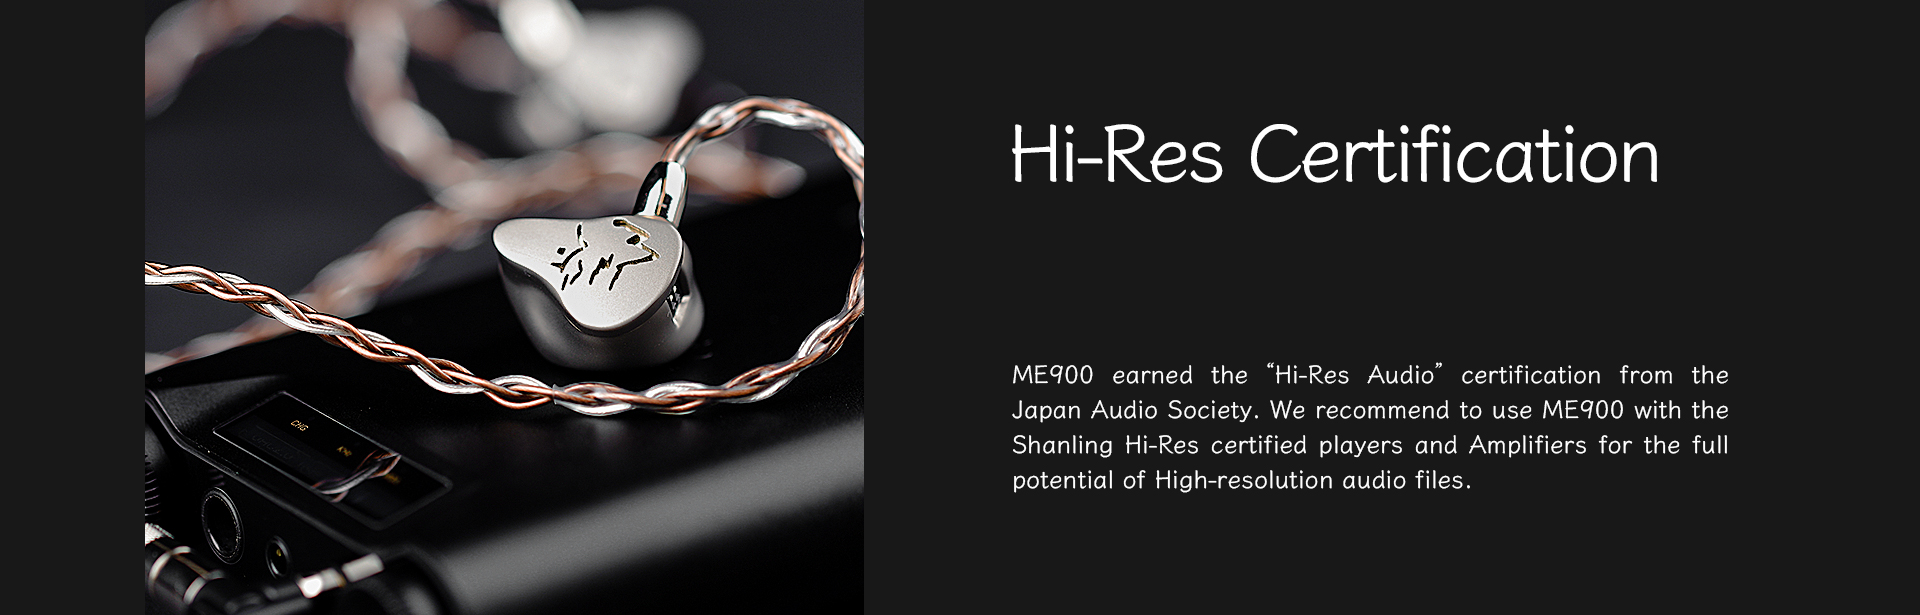 Hi-Res Certification
ME900 earned the “Hi-Res Audio” certification from the
Japan Audio Society. We recommend to use ME900 with the
Shanling Hi-Res certified players and Amplifiers for the full
potential of High-resolution audio files.
CHG